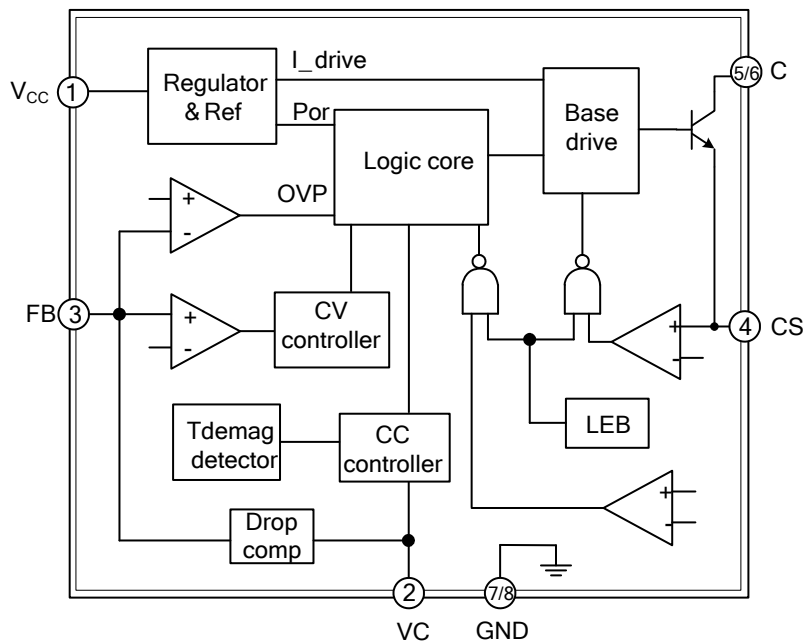 I_drive
5/6 C
VCC 1
Regulator
& Ref
Por
Base
drive
Logic core
OVP
+
-
FB 3
+
-
CV
controller
+
-
4 CS
Tdemag
detector
CC
controller
LEB
+
-
Drop
comp
2
7/8
VC
GND